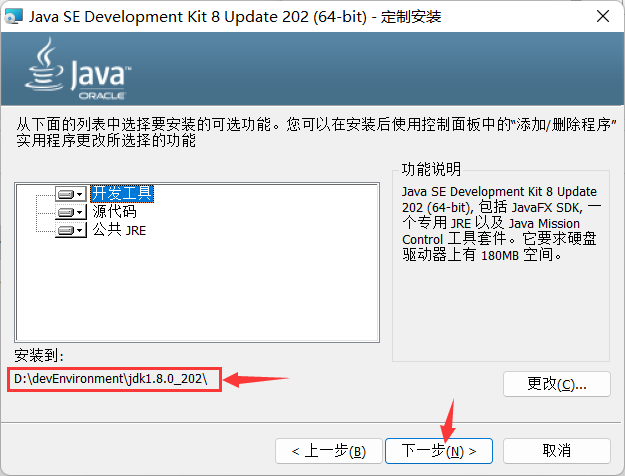 Java SE Development Kit 8 Update 202 (64-bit) - 定制安装
Java™
ORACLE
从下面的列表中选择要安装的可选功能。您可以在安装后使用控制面板中的“添加/删除程序”
实用程序更改所选择的功能
开发工具
源代码
公共 JRE
功能说明
Java SE Development Kit 8 Update
202 (64-bit), 包括 JavaFX SDK, 一
个专用 JRE 以及 Java Mission
Control 工具套件。它要求硬盘
驱动器上有 180MB 空间。
安装到:
D:\devEnvironment\jdk1.8.0_202\
更改(C)...
< 上一步(B)
下一步(N) >
取消